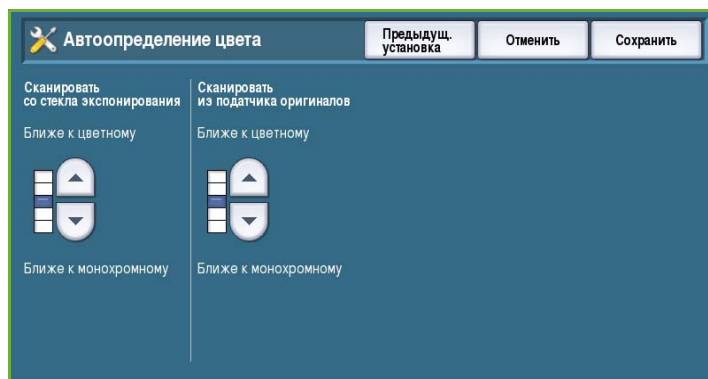 Автоопределение цвета
Предыдущ.
установка
Отменить
Сохранить
Сканировать
со стекла экспонирования
Ближе к цветному
Ближе к монохромному
Сканировать
из податчика оригиналов
Ближе к цветному
Ближе к монохромному